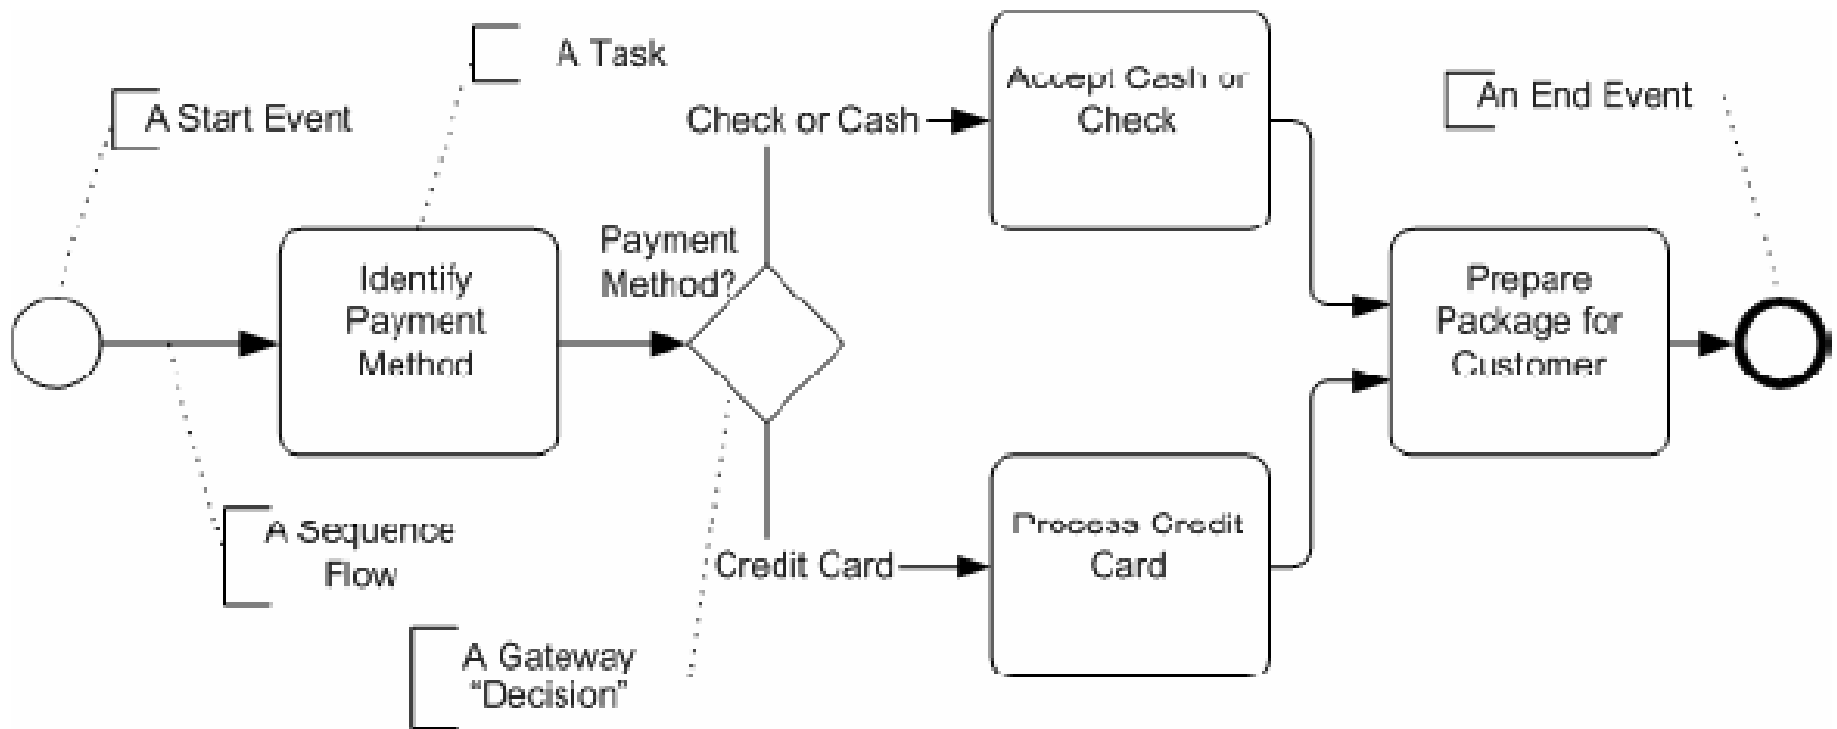 A Task
A Start Event
An End Event
Check or Cash
Accept Cash or
Check
Payment
Method?
Identify
Payment
Method
Prepare
Package for
Customer
A Sequence
Flow
Credit Card
Process Credit
Card
A Gateway
“Decision”